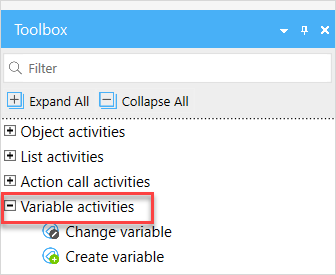 Toolbox
Filter
Expand All Collapse All
Object activities
List activities
Action call activities
Variable activities
Change variable
Create variable